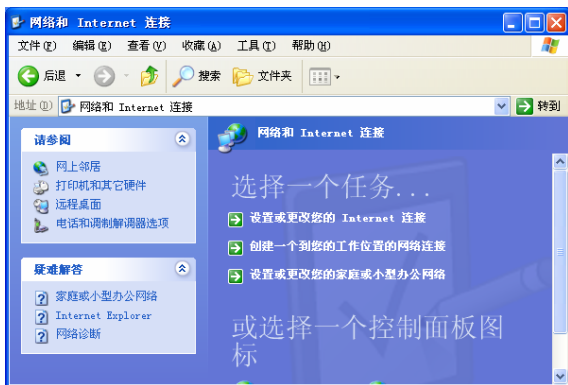 网络和 Internet 连接
文件(F) 编辑(E) 查看(V) 收藏(A) 工具(T) 帮助(H)
后退 搜索 文件夹
地址(D) 网络和 Internet 连接 转到
请参阅
网上邻居
打印机和其它硬件
远程桌面
电话和调制解调器选项
疑难解答
家庭或小型办公网络
Internet Explorer
网络诊断
网络和 Internet 连接
选择一个任务...
设置或更改您的 Internet 连接
创建一个到您的工作位置的网络连接
设置或更改您的家庭或小型办公网络
或选择一个控制面板图
标